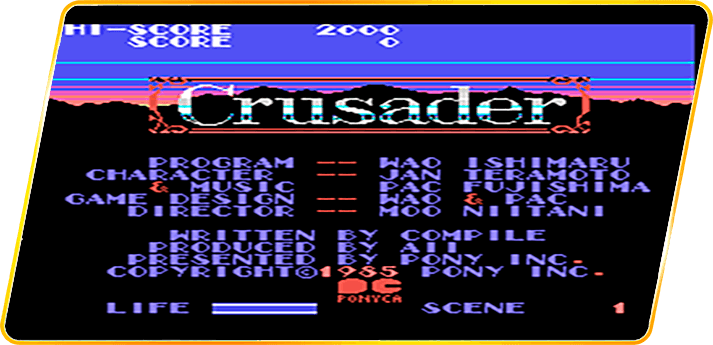 HI-SCORE 2000
SCORE 0
Crusader
PROGRAM -- WAO ISHIMARU
CHARACTER -- JAN TERAMOTO
& MUSIC PAC FUJISHIMA
GAME DESIGN -- WAO & PAC
DIRECTOR -- MOO NIITANI
WRITTEN BY COMPILE
PRODUCED BY AII
PRESENTED BY PONY INC.
COPYRIGHT©1985 PONY INC.
PONYCA
LIFE SCENE 1